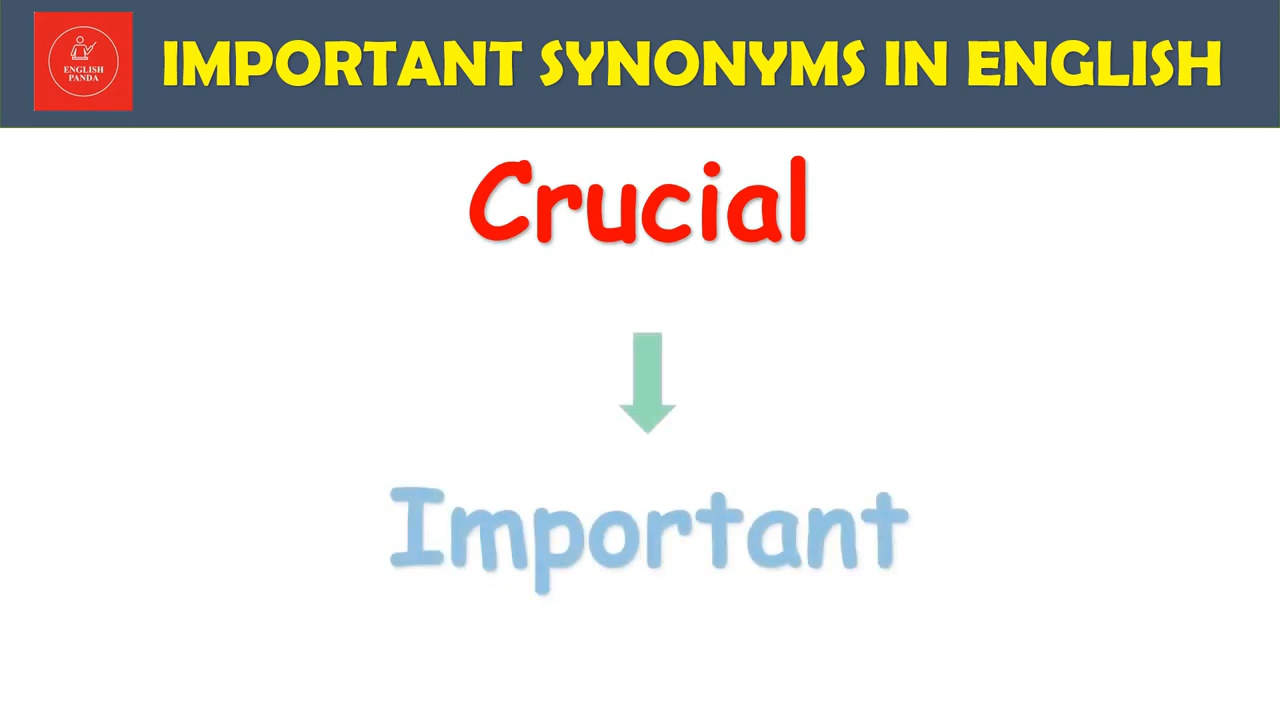 ENGLISH
PANDA
IMPORTANT SYNONYMS IN ENGLISH
Crucial
Important